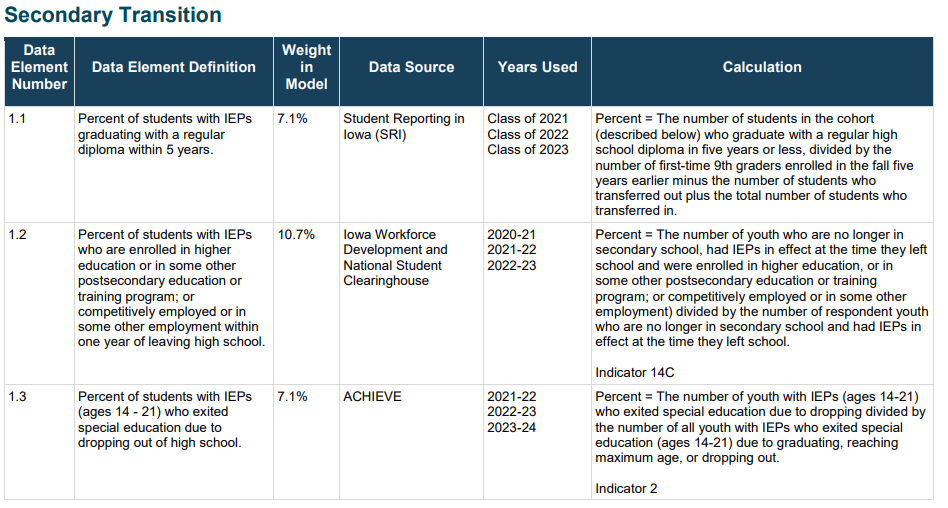 Secondary Transition
Data
Element
Number
Data Element Definition
Weight
in
Model
Data Source
Years Used
Calculation
1.1
Percent of students with IEPs
graduating with a regular
diploma within 5 years.
7.1%
Student Reporting in
Iowa (SRI)
Class of 2021
Class of 2022
Class of 2023
Percent = The number of students in the cohort
(described below) who graduate with a regular high
school diploma in five years or less, divided by the
number of first-time 9th graders enrolled in the fall five
years earlier minus the number of students who
transferred out plus the total number of students who
transferred in.
1.2
Percent of students with IEPs
who are enrolled in higher
education or in some other
postsecondary education or
training program; or
competitively employed or in
some other employment within
one year of leaving high school.
10.7%
Iowa Workforce
Development and
National Student
Clearinghouse
2020-21
2021-22
2022-23
Percent = The number of youth who are no longer in
secondary school, had IEPs in effect at the time they left
school and were enrolled in higher education, or in
some other postsecondary education or training
program; or competitively employed or in some other
employment) divided by the number of respondent youth
who are no longer in secondary school and had IEPs in
effect at the time they left school.
Indicator 14C
1.3
Percent of students with IEPs
(ages 14 - 21) who exited
special education due to
dropping out of high school.
7.1%
ACHIEVE
2021-22
2022-23
2023-24
Percent = The number of youth with IEPs (ages 14-21)
who exited special education due to dropping divided by
the number of all youth with IEPs who exited special
education (ages 14-21) due to graduating, reaching
maximum age, or dropping out.
Indicator 2